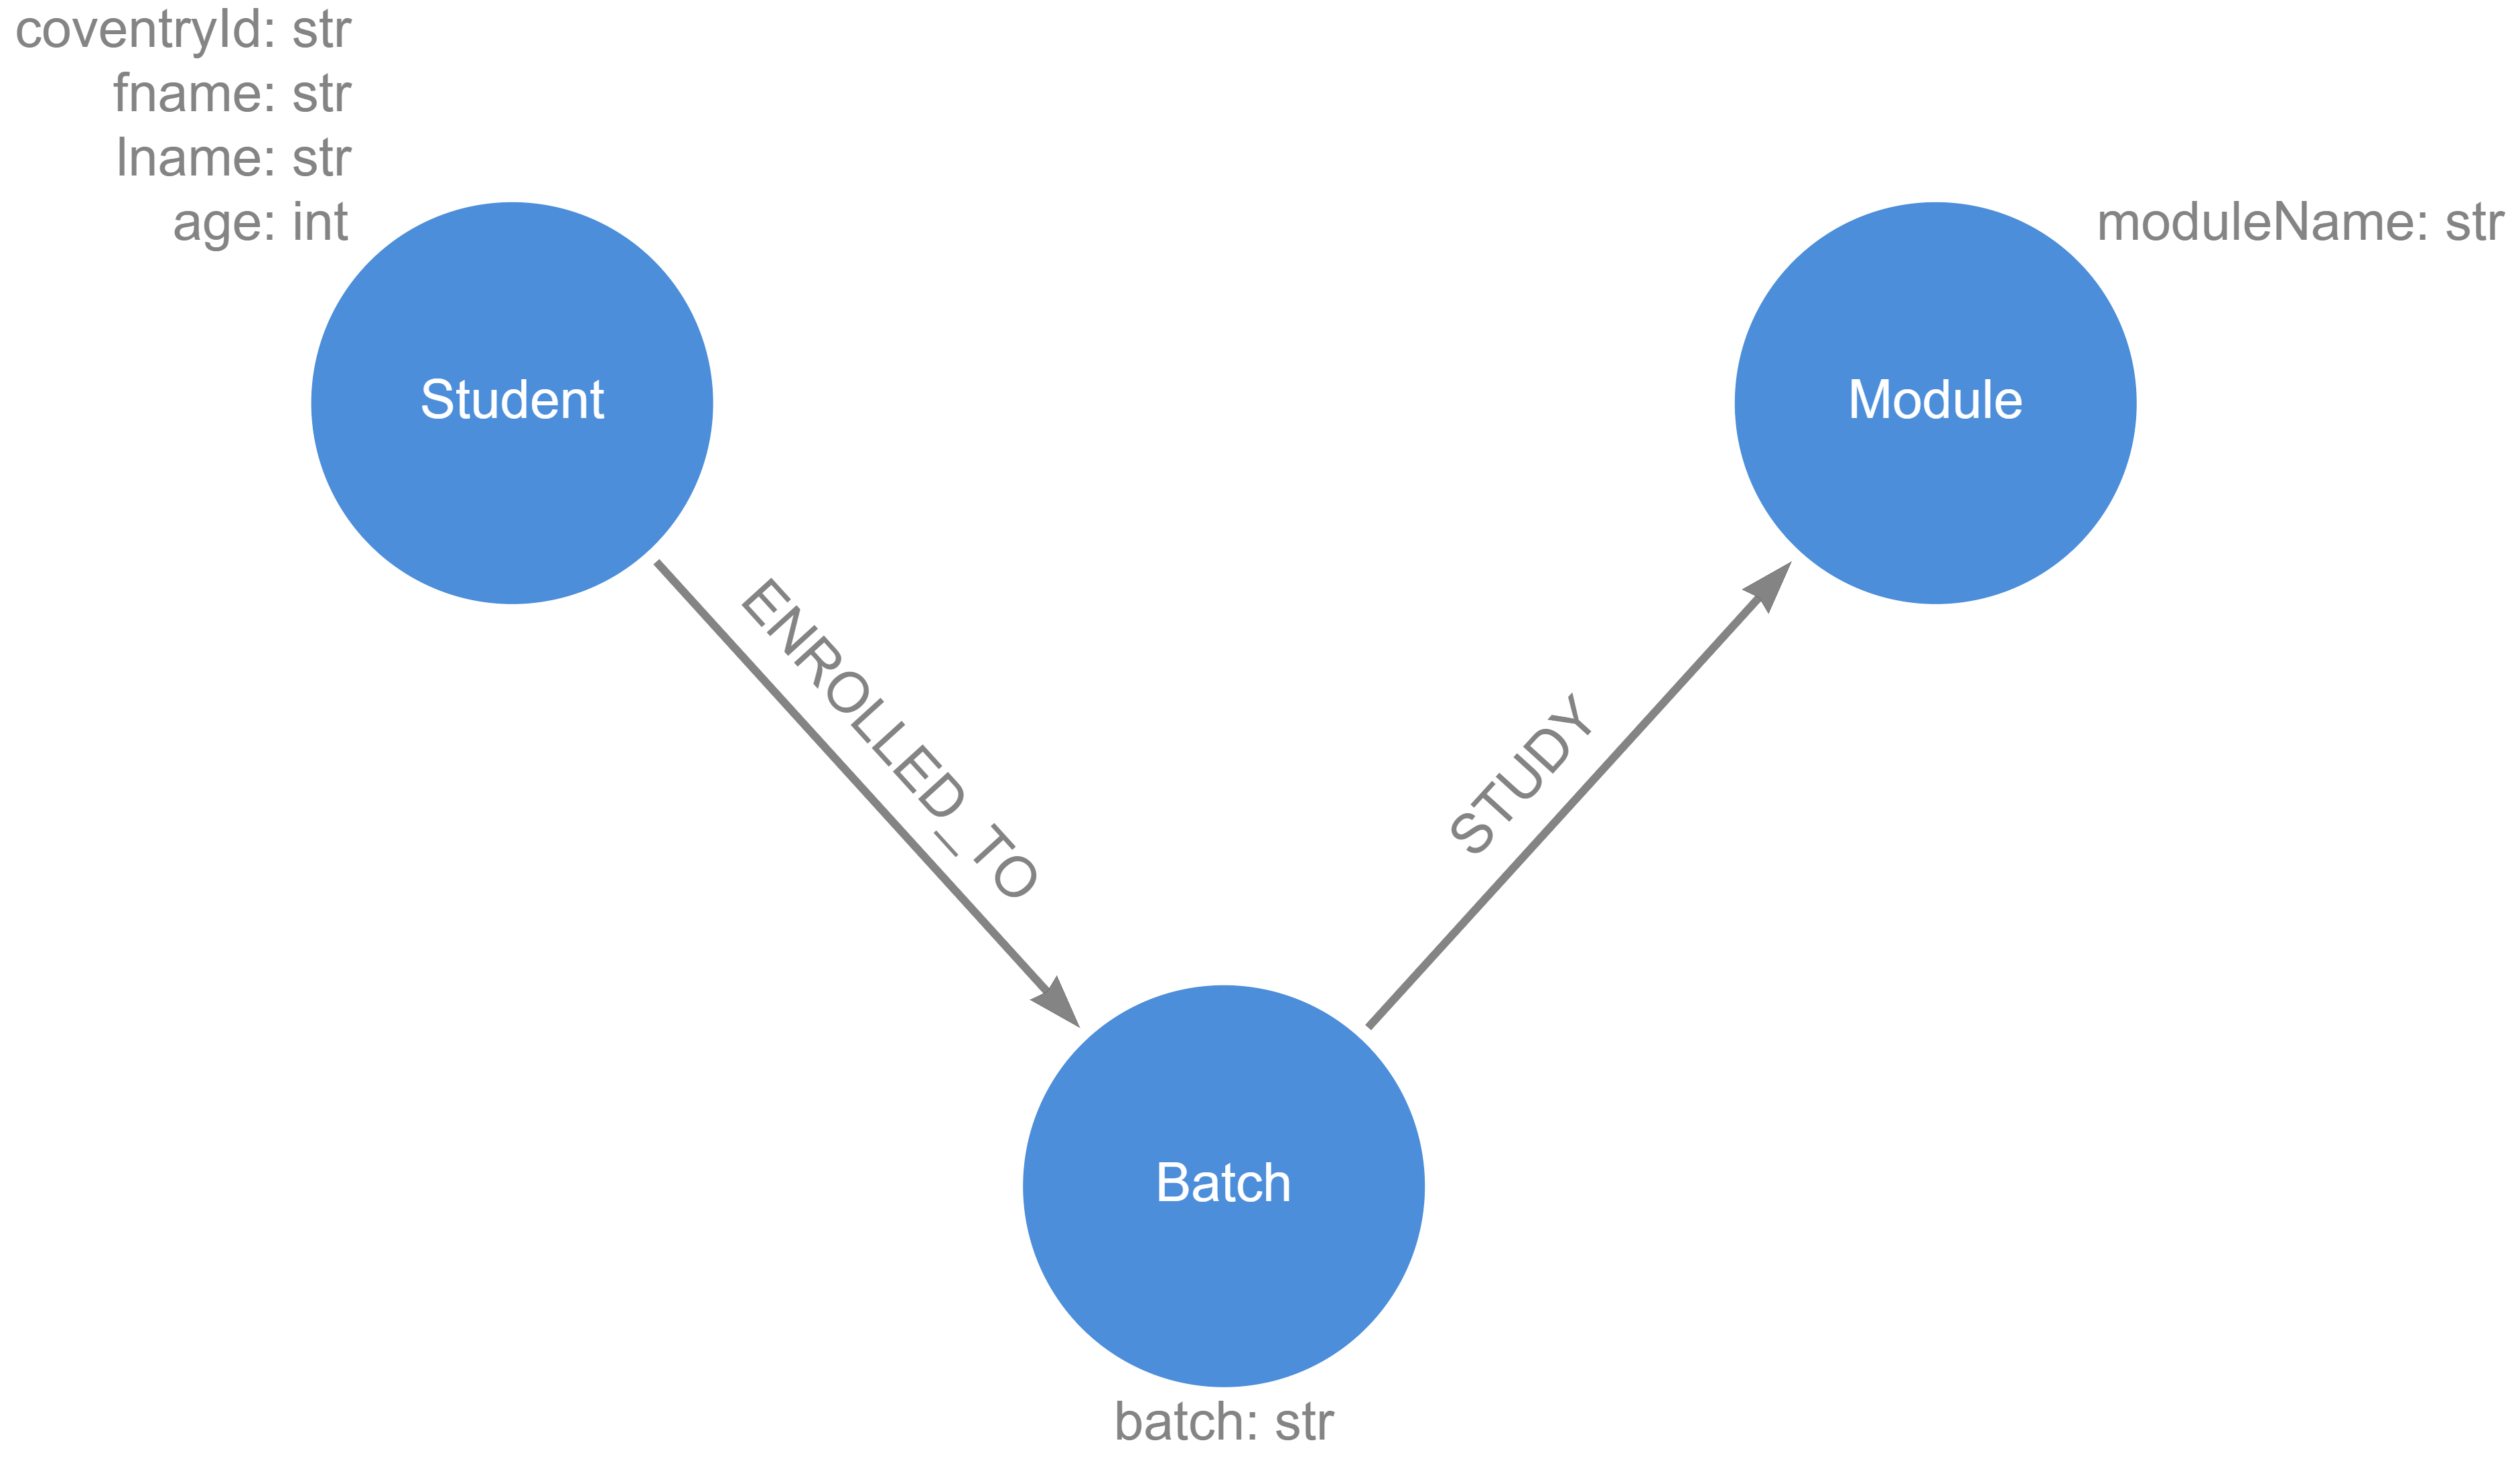 coventryId: str
fname: str
lname: str
age: int
moduleName: str
Student
Module
ENROLLED_TO
STUDY
Batch
batch: str